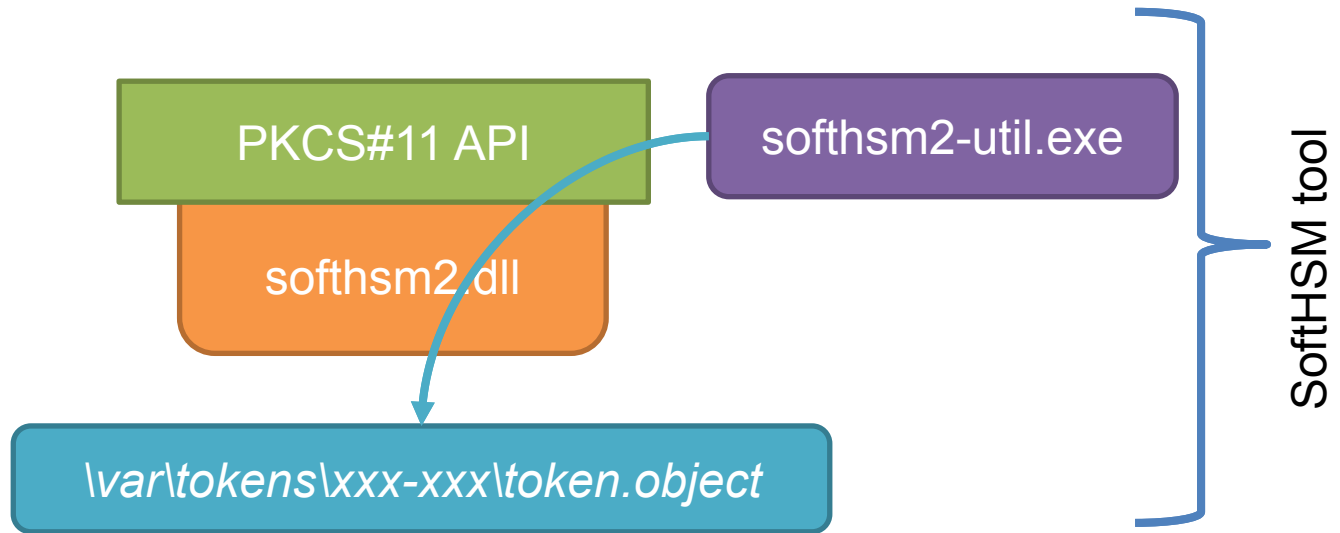 PKCS#11 API
softhsm2-util.exe
softhsm2.dll
\var\tokens\xxx-xxx\token.object
SoftHSM tool